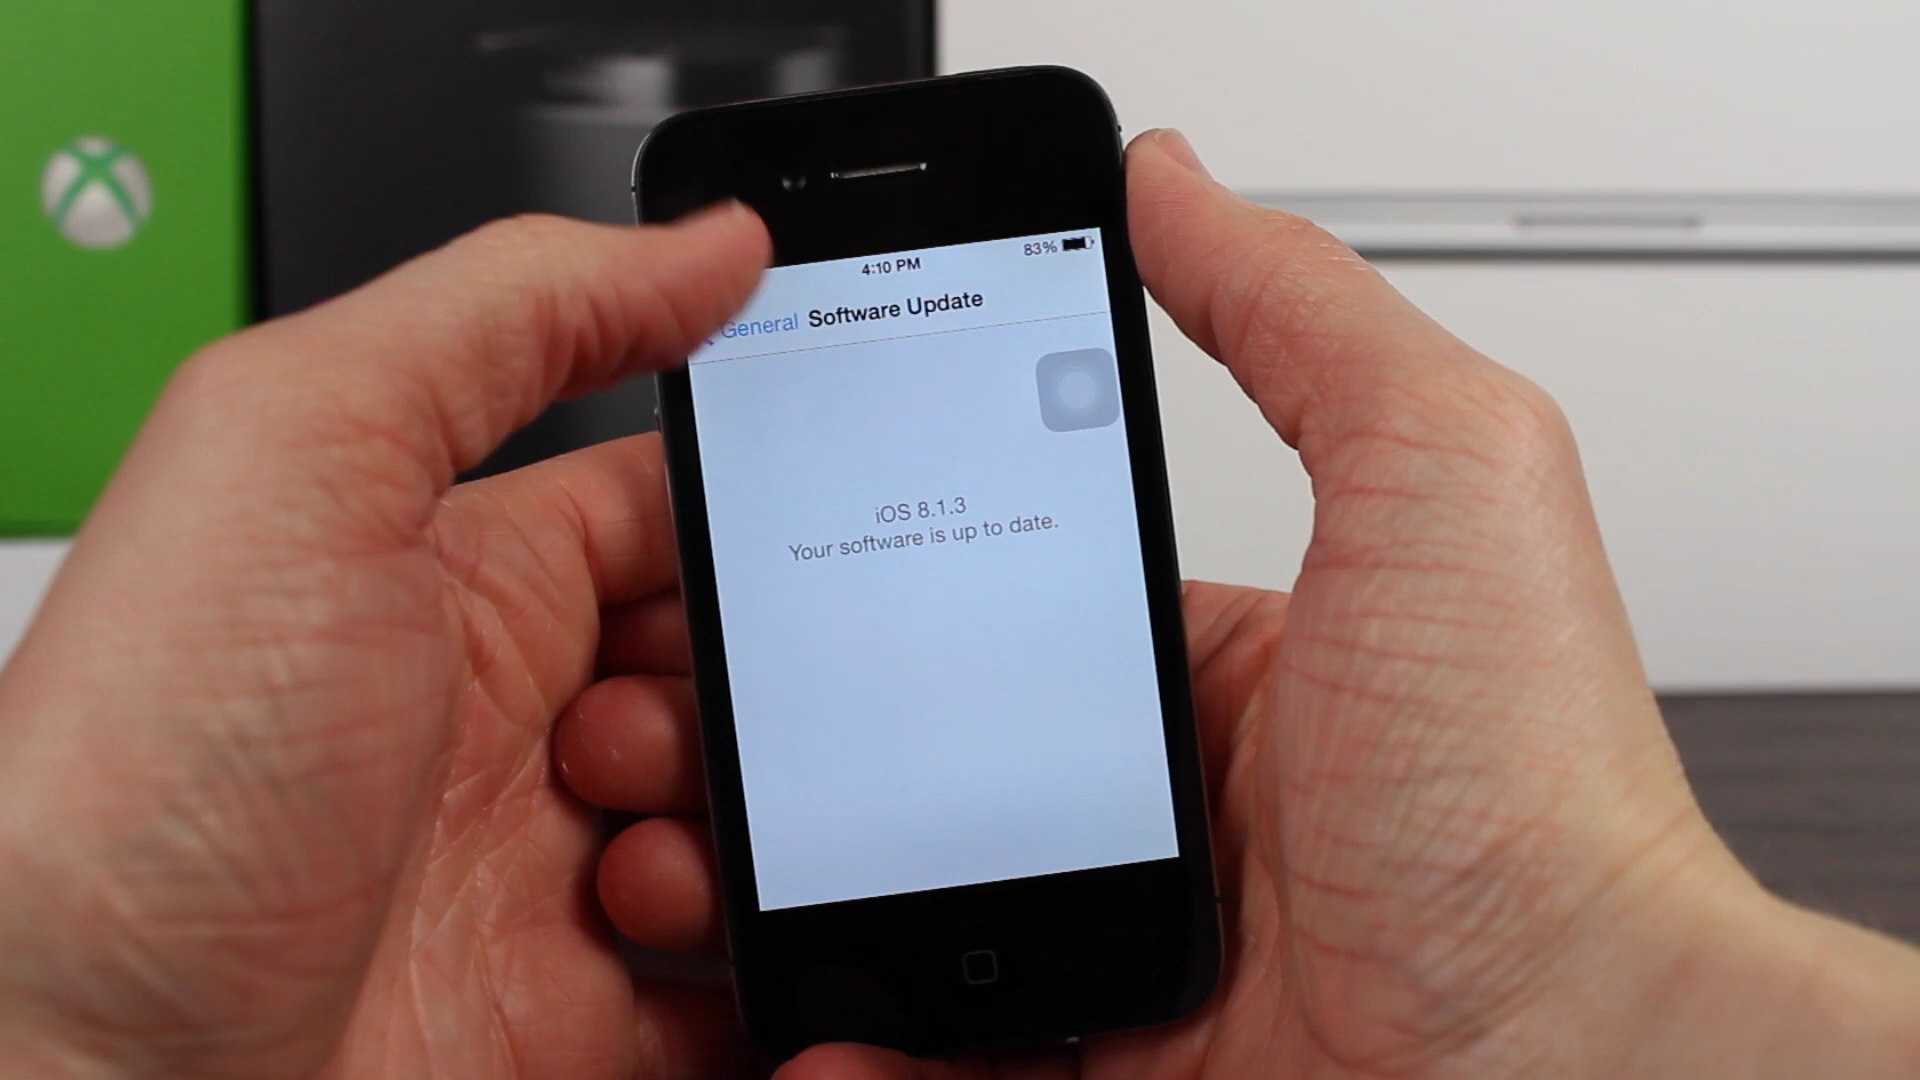 4:10 PM
83%
General
Software Update
iOS 8.1.3
Your software is up to date.